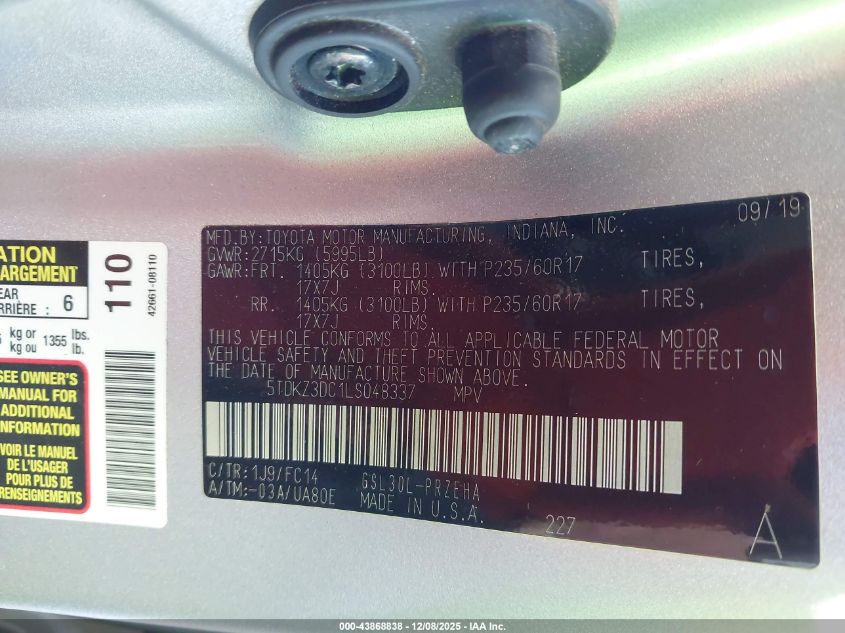 ATION
ARGEMENT
EAR
RRIÈRE : 6
kg or 1355 lbs.
kg ou lb.
SEE OWNER'S
MANUAL FOR
ADDITIONAL
INFORMATION
VOIR LE MANUEL
DE L'USAGER
POUR PLUS DE
RENSEIGNEMENTS
110
42661-08110
09/19
MFD.BY:TOYOTA MOTOR MANUFACTURING, INDIANA, INC.
GVWR:2715KG (5995LB)
GAWR:FRT. 1405KG (3100LB) WITH P235/60R17 TIRES,
17X7J RIMS.
RR. 1405KG (3100LB) WITH P235/60R17 TIRES,
17X7J RIMS.
THIS VEHICLE CONFORMS TO ALL APPLICABLE FEDERAL MOTOR
VEHICLE SAFETY AND THEFT PREVENTION STANDARDS IN EFFECT ON
THE DATE OF MANUFACTURE SHOWN ABOVE.
5TDKZ3DC1LS048337 MPV
C/TR:1J9/FC14 GSL30L-PRZEHA
A/TM:-03A/UA80E MADE IN U.S.A.
227
A
000-43868838 - 12/08/2025 - IAA Inc.